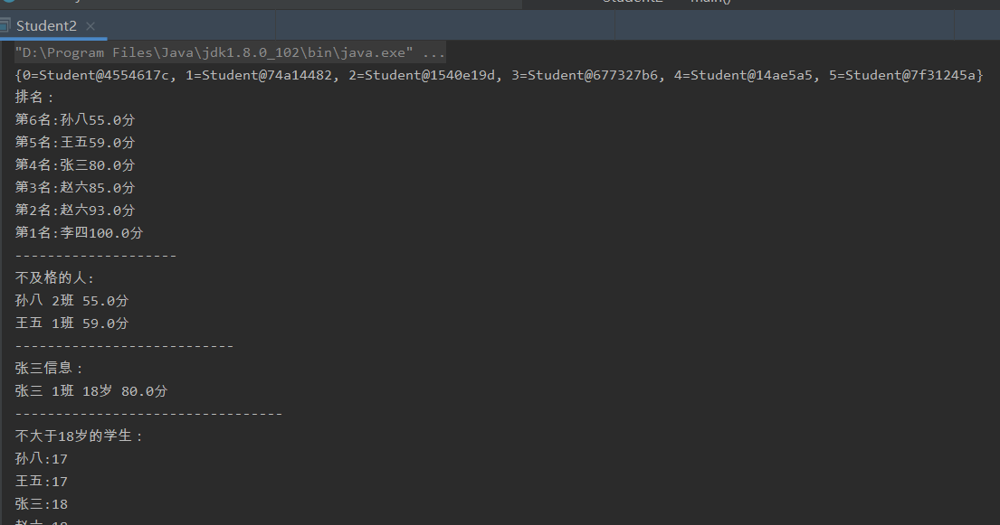 Student2
"D:\Program Files\Java\jdk1.8.0_102\bin\java.exe" ...
{0=Student@4554617c, 1=Student@74a14482, 2=Student@1540e19d, 3=Student@677327b6, 4=Student@14ae5a5, 5=Student@7f31245a}
排名：
第6名:孙八55.0分
第5名:王五59.0分
第4名:张三80.0分
第3名:赵六85.0分
第2名:赵六93.0分
第1名:李四100.0分
--------------------
不及格的人:
孙八 2班 55.0分
王五 1班 59.0分
---------------------------
张三信息：
张三 1班 18岁 80.0分
---------------------------------
不大于18岁的学生：
孙八:17
王五:17
张三:18